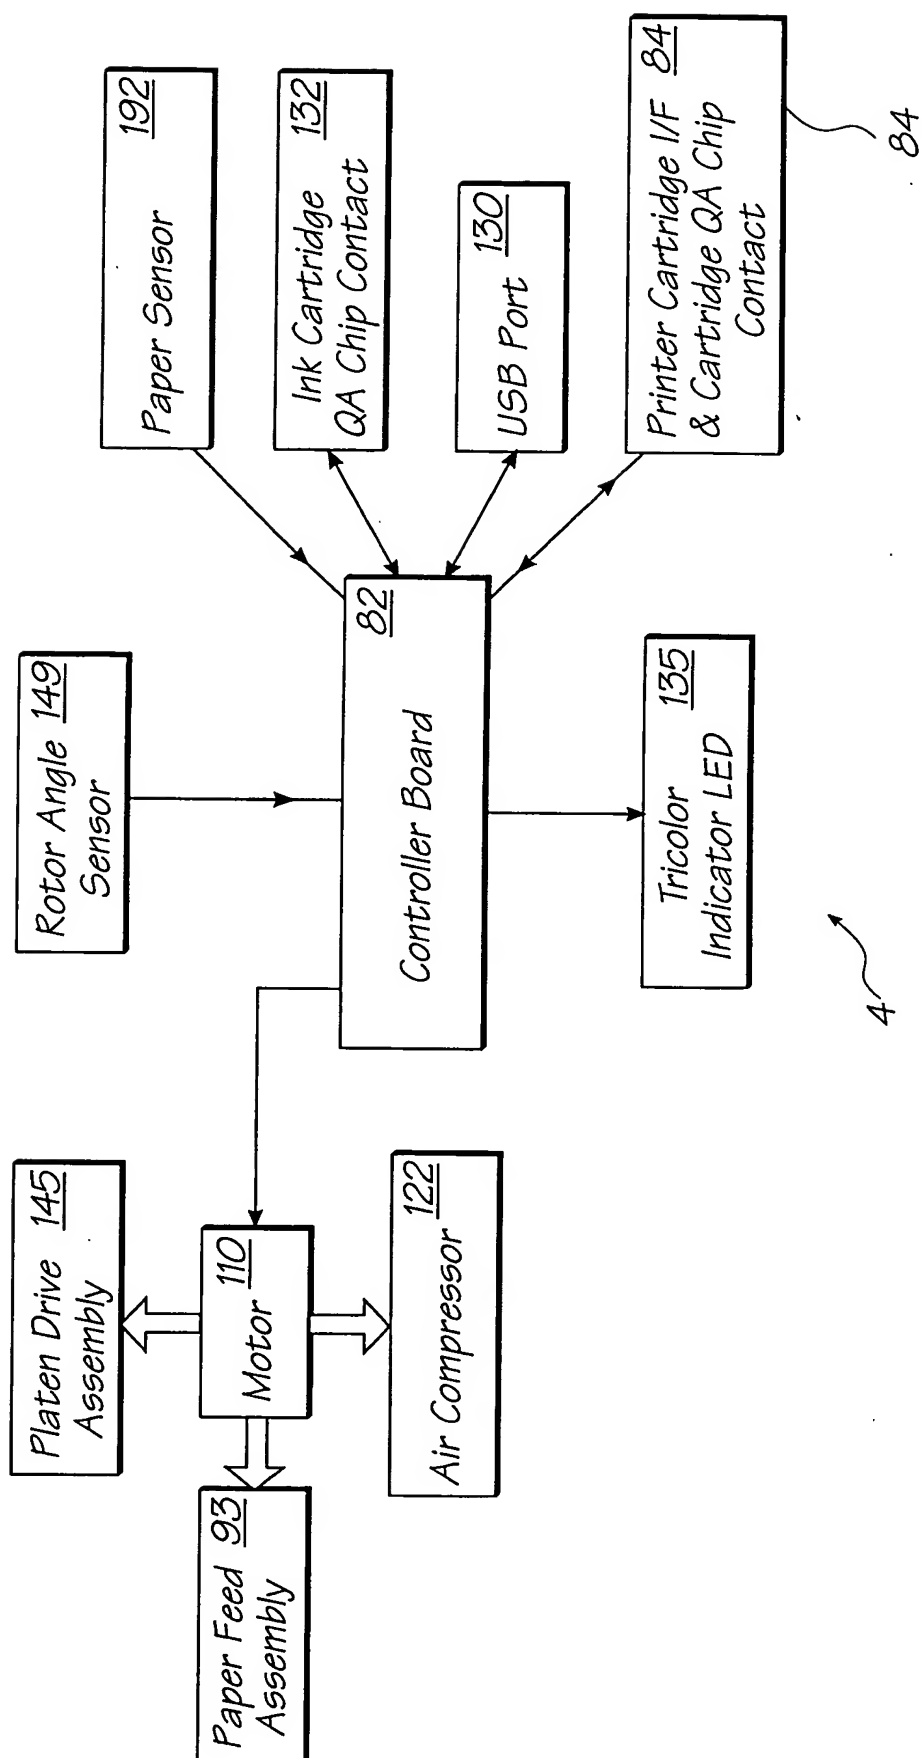 Paper Feed 93
Assembly
Platen Drive 145
Assembly
Motor 110
Air Compressor 122
Rotor Angle 149
Sensor
Controller Board 82
Tricolor 135
Indicator LED
Paper Sensor 192
Ink Cartridge 132
QA Chip Contact
USB Port 130
Printer Cartridge I/F 84
& Cartridge QA Chip
Contact
84
4